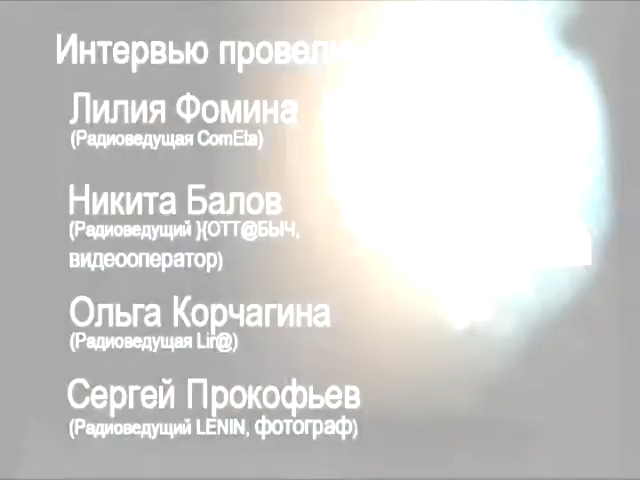 Интервью провели
Лилия Фомина
(Радиоведущая ComEta)
Никита Балов
(Радиоведущий }{ОТТ@БЫЧ,
видеооператор)
Ольга Корчагина
(Радиоведущая Lir@)
Сергей Прокофьев
(Радиоведущий LENIN, фотограф)